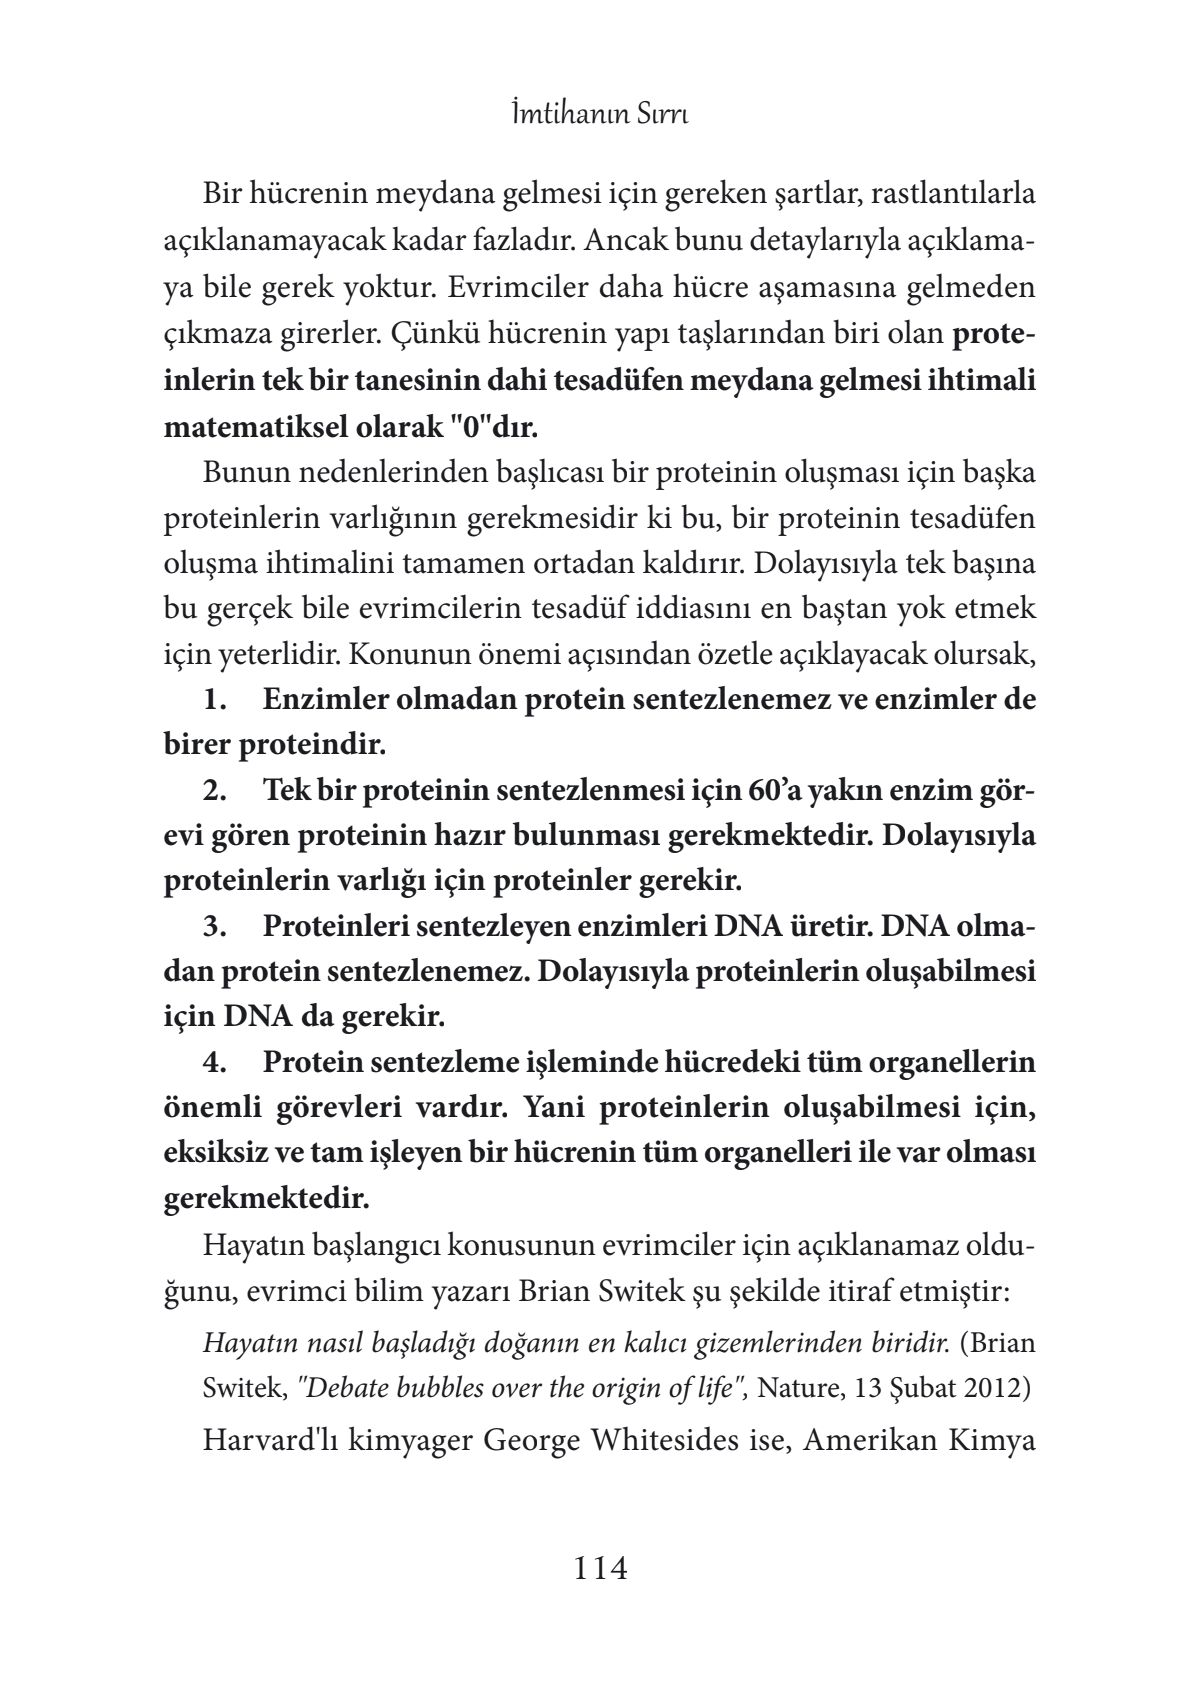 İmtihanın Sırrı
Bir hücrenin meydana gelmesi için gereken şartlar, rastlantılarla
açıklanamayacak kadar fazladır. Ancak bunu detaylarıyla açıklama-
ya bile gerek yoktur. Evrimciler daha hücre aşamasına gelmeden
çıkmaza girerler. Çünkü hücrenin yapı taşlarından biri olan prote-
inlerin tek bir tanesinin dahi tesadüfen meydana gelmesi ihtimali
matematiksel olarak "0"dır.
Bunun nedenlerinden başlıcası bir proteinin oluşması için başka
proteinlerin varlığının gerekmesidir ki bu, bir proteinin tesadüfen
oluşma ihtimalini tamamen ortadan kaldırır. Dolayısıyla tek başına
bu gerçek bile evrimcilerin tesadüf iddiasını en baştan yok etmek
için yeterlidir. Konunun önemi açısından özetle açıklayacak olursak,
1. Enzimler olmadan protein sentezlenemez ve enzimler de
birer proteindir.
2. Tek bir proteinin sentezlenmesi için 60’a yakın enzim gör-
evi gören proteinin hazır bulunması gerekmektedir. Dolayısıyla
proteinlerin varlığı için proteinler gerekir.
3. Proteinleri sentezleyen enzimleri DNA üretir. DNA olma-
dan protein sentezlenemez. Dolayısıyla proteinlerin oluşabilmesi
için DNA da gerekir.
4. Protein sentezleme işleminde hücredeki tüm organellerin
önemli görevleri vardır. Yani proteinlerin oluşabilmesi için,
eksiksiz ve tam işleyen bir hücrenin tüm organelleri ile var olması
gerekmektedir.
Hayatın başlangıcı konusunun evrimciler için açıklanamaz oldu-
ğunu, evrimci bilim yazarı Brian Switek şu şekilde itiraf etmiştir:
Hayatın nasıl başladığı doğanın en kalıcı gizemlerinden biridir. (Brian
Switek, "Debate bubbles over the origin of life", Nature, 13 Şubat 2012)
Harvard'lı kimyager George Whitesides ise, Amerikan Kimya
114